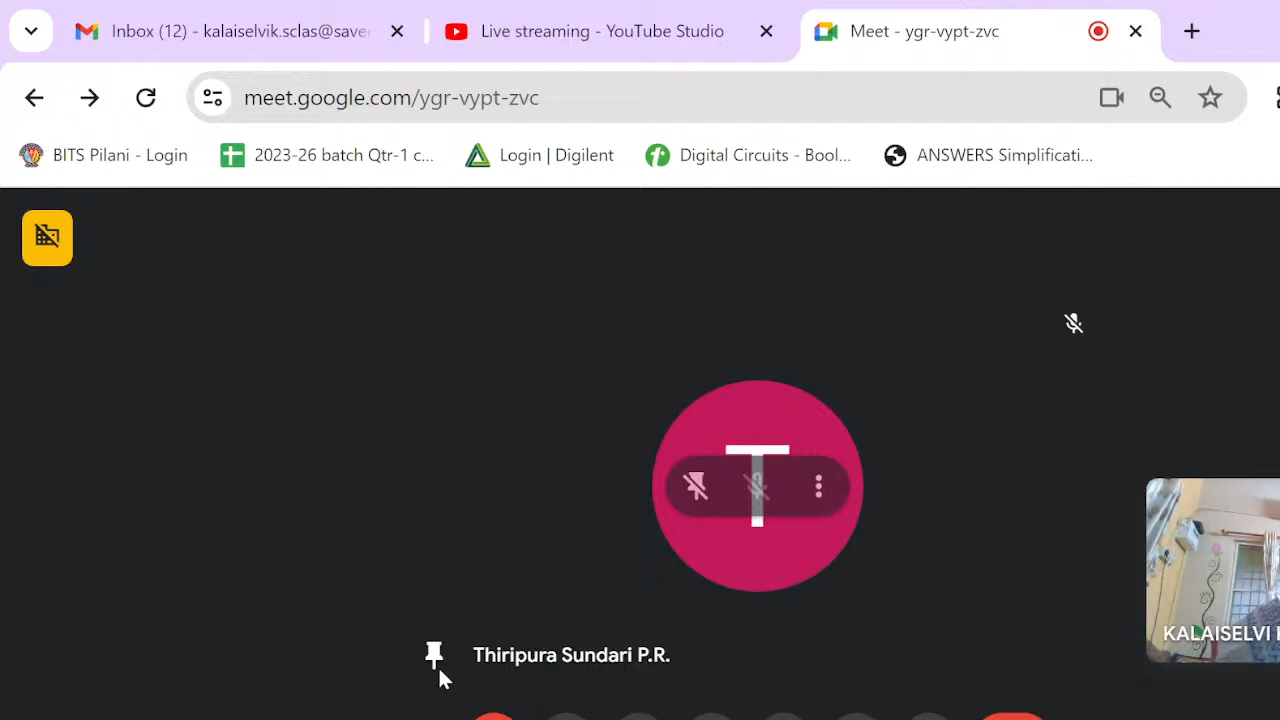 Inbox (12) - kalaiselvik.sclas@save
Live streaming - YouTube Studio
Meet - ygr-vypt-zvc
meet.google.com/ygr-vypt-zvc
BITS Pilani - Login
2023-26 batch Qtr-1 c...
Login | Digilent
Digital Circuits - Bool...
ANSWERS Simplificati...
T
KALAISELVI
Thiripura Sundari P.R.